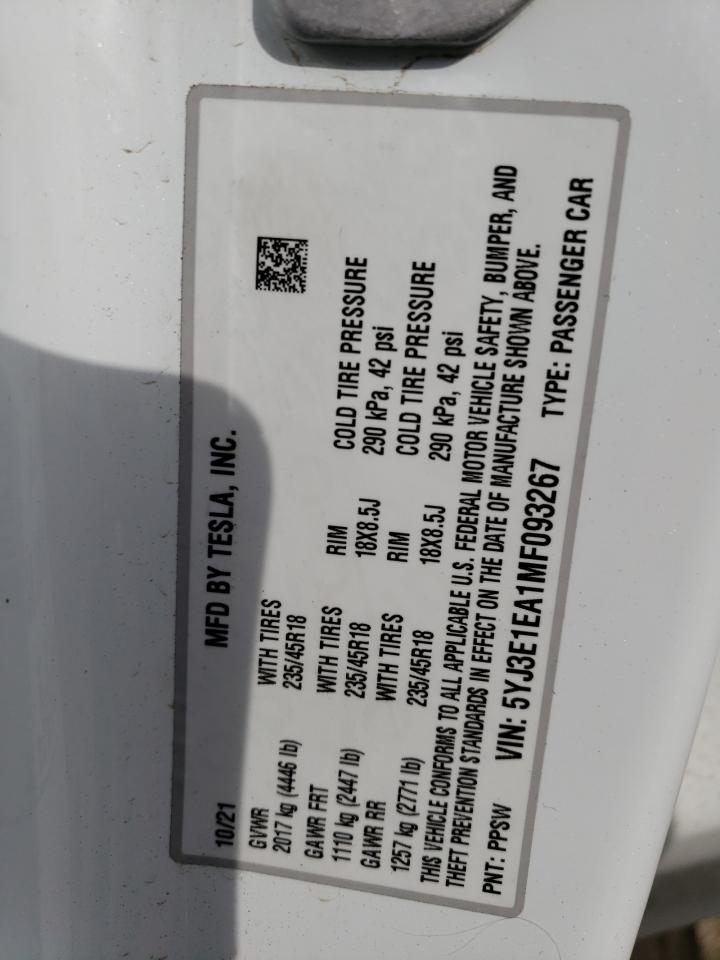 10/21 MFD BY TESLA, INC.
GVWR
2017 kg (4446 lb) WITH TIRES 235/45R18
GAWR FRT WITH TIRES RIM COLD TIRE PRESSURE
1110 kg (2447 lb) 235/45R18 18X8.5J 290 kPa, 42 psi
GAWR RR WITH TIRES RIM COLD TIRE PRESSURE
1257 kg (2771 lb) 235/45R18 18X8.5J 290 kPa, 42 psi
THIS VEHICLE CONFORMS TO ALL APPLICABLE U.S. FEDERAL MOTOR VEHICLE SAFETY, BUMPER, AND
THEFT PREVENTION STANDARDS IN EFFECT ON THE DATE OF MANUFACTURE SHOWN ABOVE.
PNT: PPSW VIN: 5YJ3E1EA1MF093267 TYPE: PASSENGER CAR